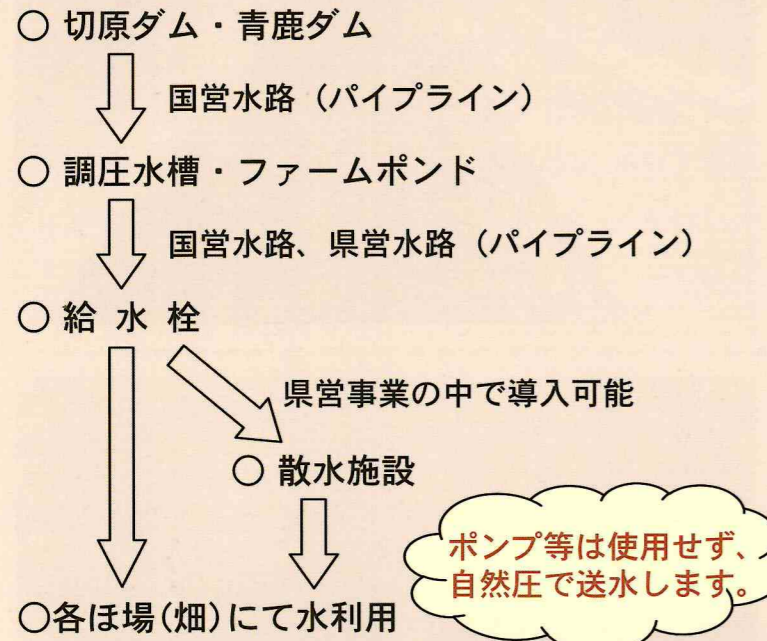 ○ 切原ダム・青鹿ダム
国営水路（パイプライン）
○ 調圧水槽・ファームポンド
国営水路、県営水路（パイプライン）
○ 給 水 栓
県営事業の中で導入可能
○ 散水施設
ポンプ等は使用せず、
自然圧で送水します。
○各ほ場(畑)にて水利用